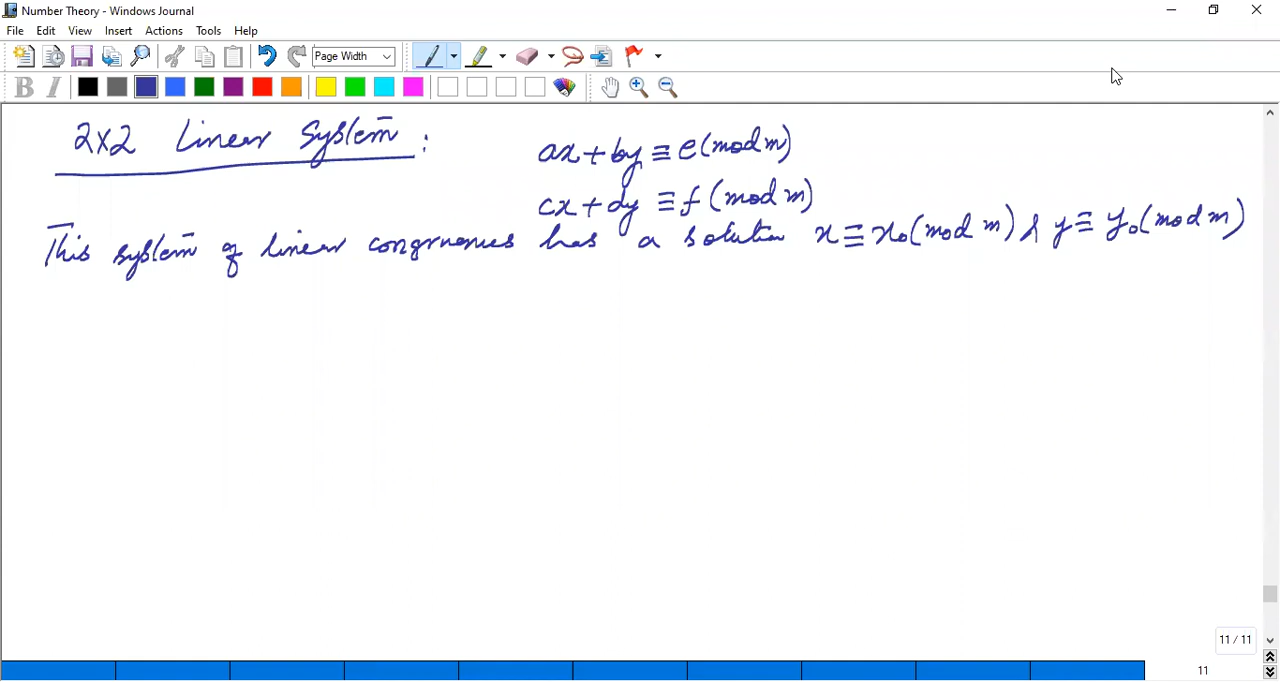 Number Theory - Windows Journal
File Edit View Insert Actions Tools Help
Page Width
B I
2x2 Linear System :
ax + by ≡ e (mod m)
cx + dy ≡ f (mod m)
This system of linear congruences has a solution x ≡ x₀ (mod m) & y ≡ y₀ (mod m)
11 / 11
11